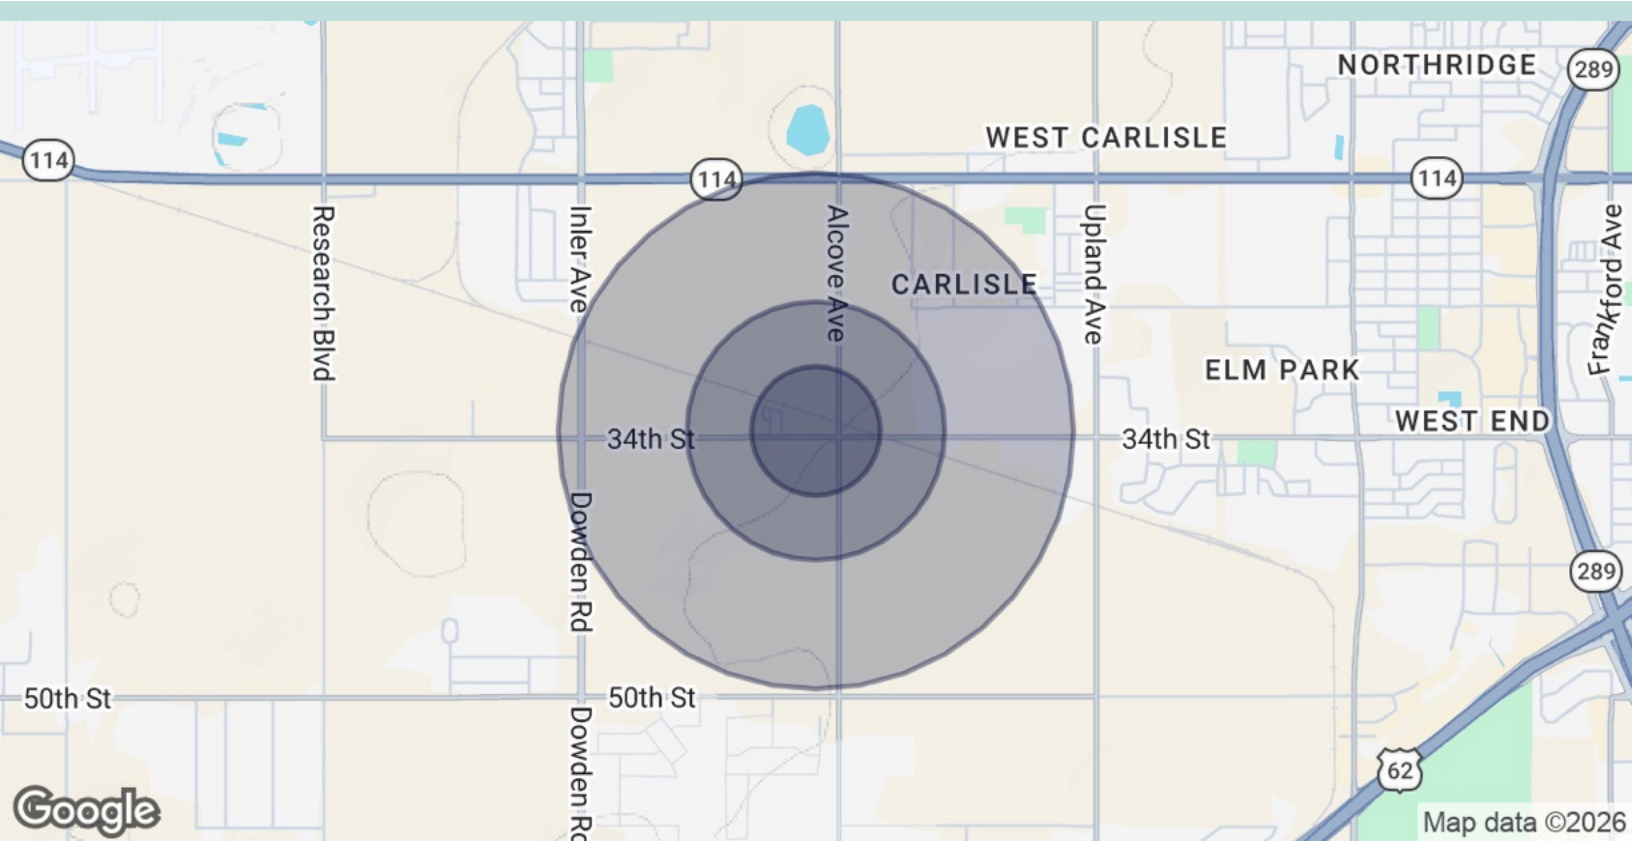 NORTHRIDGE
289
WEST CARLISLE
114
114
114
Research Blvd
Inler Ave
Alcove Ave
Upland Ave
Frankford Ave
CARLISLE
ELM PARK
WEST END
34th St
34th St
Dowden Rd
289
50th St
50th St
Dowden Rd
62
Google
Map data ©2026